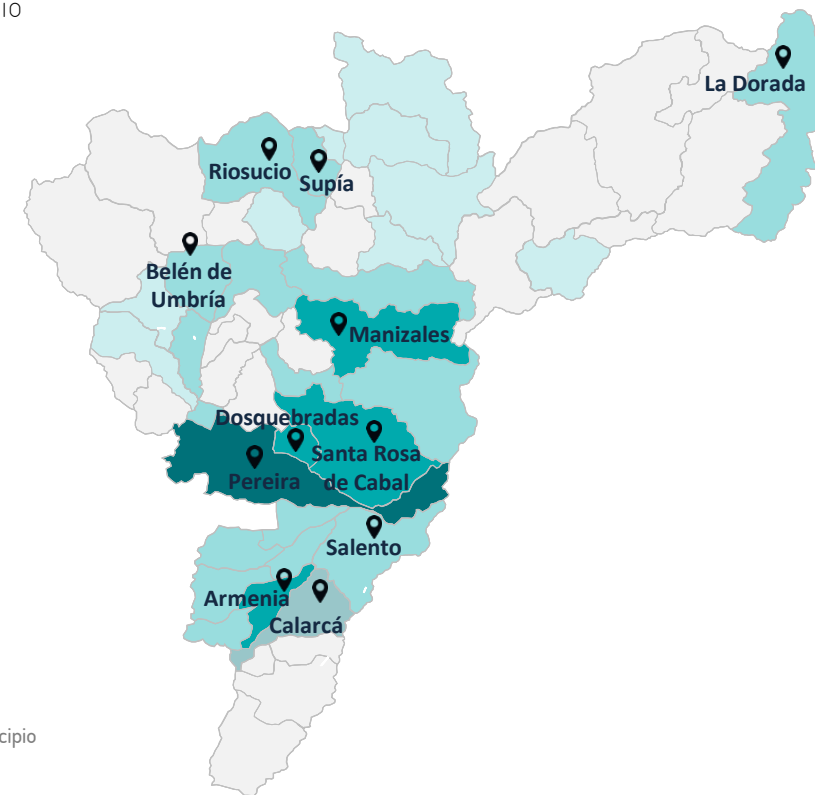 IO
La Dorada
Riosucio
Supía
Belén de
Umbría
Manizales
Dosquebradas
Santa Rosa
de Cabal
Pereira
Salento
Armenia
Calarcá
cipio